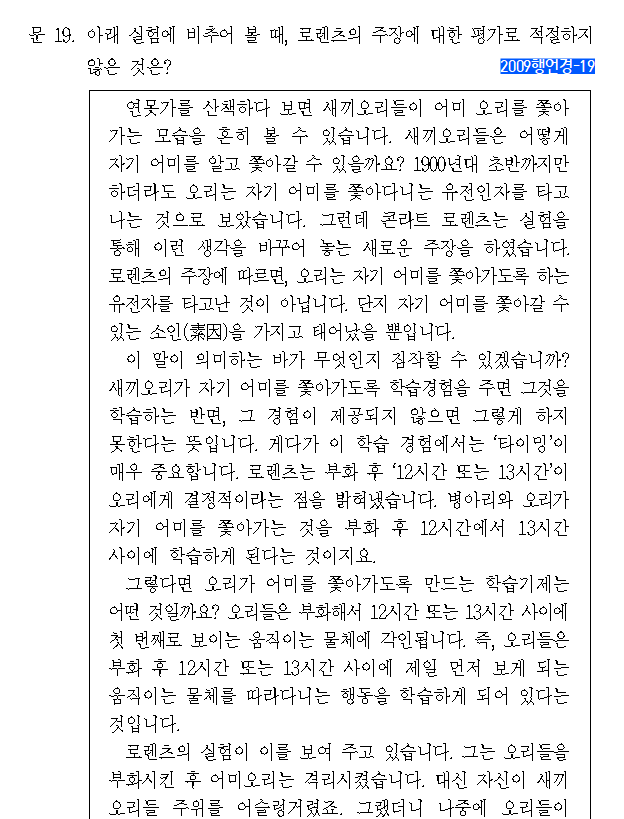 문 19. 아래 실험에 비추어 볼 때, 로렌츠의 주장에 대한 평가로 적절하지
않은 것은?
2009행언경-19
연못가를 산책하다 보면 새끼오리들이 어미 오리를 쫓아
가는 모습을 흔히 볼 수 있습니다. 새끼오리들은 어떻게
자기 어미를 알고 쫓아갈 수 있을까요? 1900년대 초반까지만
하더라도 오리는 자기 어미를 쫓아다니는 유전인자를 타고
나는 것으로 보았습니다. 그런데 콘라트 로렌츠는 실험을
통해 이런 생각을 바꾸어 놓는 새로운 주장을 하였습니다.
로렌츠의 주장에 따르면, 오리는 자기 어미를 쫓아가도록 하는
유전자를 타고난 것이 아닙니다. 단지 자기 어미를 쫓아갈 수
있는 소인(素因)을 가지고 태어났을 뿐입니다.
이 말이 의미하는 바가 무엇인지 짐작할 수 있겠습니까?
새끼오리가 자기 어미를 쫓아가도록 학습경험을 주면 그것을
학습하는 반면, 그 경험이 제공되지 않으면 그렇게 하지
못한다는 뜻입니다. 게다가 이 학습 경험에서는 '타이밍'이
매우 중요합니다. 로렌츠는 부화 후 '12시간 또는 13시간'이
오리에게 결정적이라는 점을 밝혀냈습니다. 병아리와 오리가
자기 어미를 쫓아가는 것을 부화 후 12시간에서 13시간
사이에 학습하게 된다는 것이지요.
그렇다면 오리가 어미를 쫓아가도록 만드는 학습기제는
어떤 것일까요? 오리들은 부화해서 12시간 또는 13시간 사이에
첫 번째로 보이는 움직이는 물체에 각인됩니다. 즉, 오리들은
부화 후 12시간 또는 13시간 사이에 제일 먼저 보게 되는
움직이는 물체를 따라다니는 행동을 학습하게 되어 있다는
것입니다.
로렌츠의 실험이 이를 보여 주고 있습니다. 그는 오리들을
부화시킨 후 어미오리는 격리시켰습니다. 대신 자신이 새끼
오리들 주위를 어슬렁거렸죠. 그랬더니 나중에 오리들이